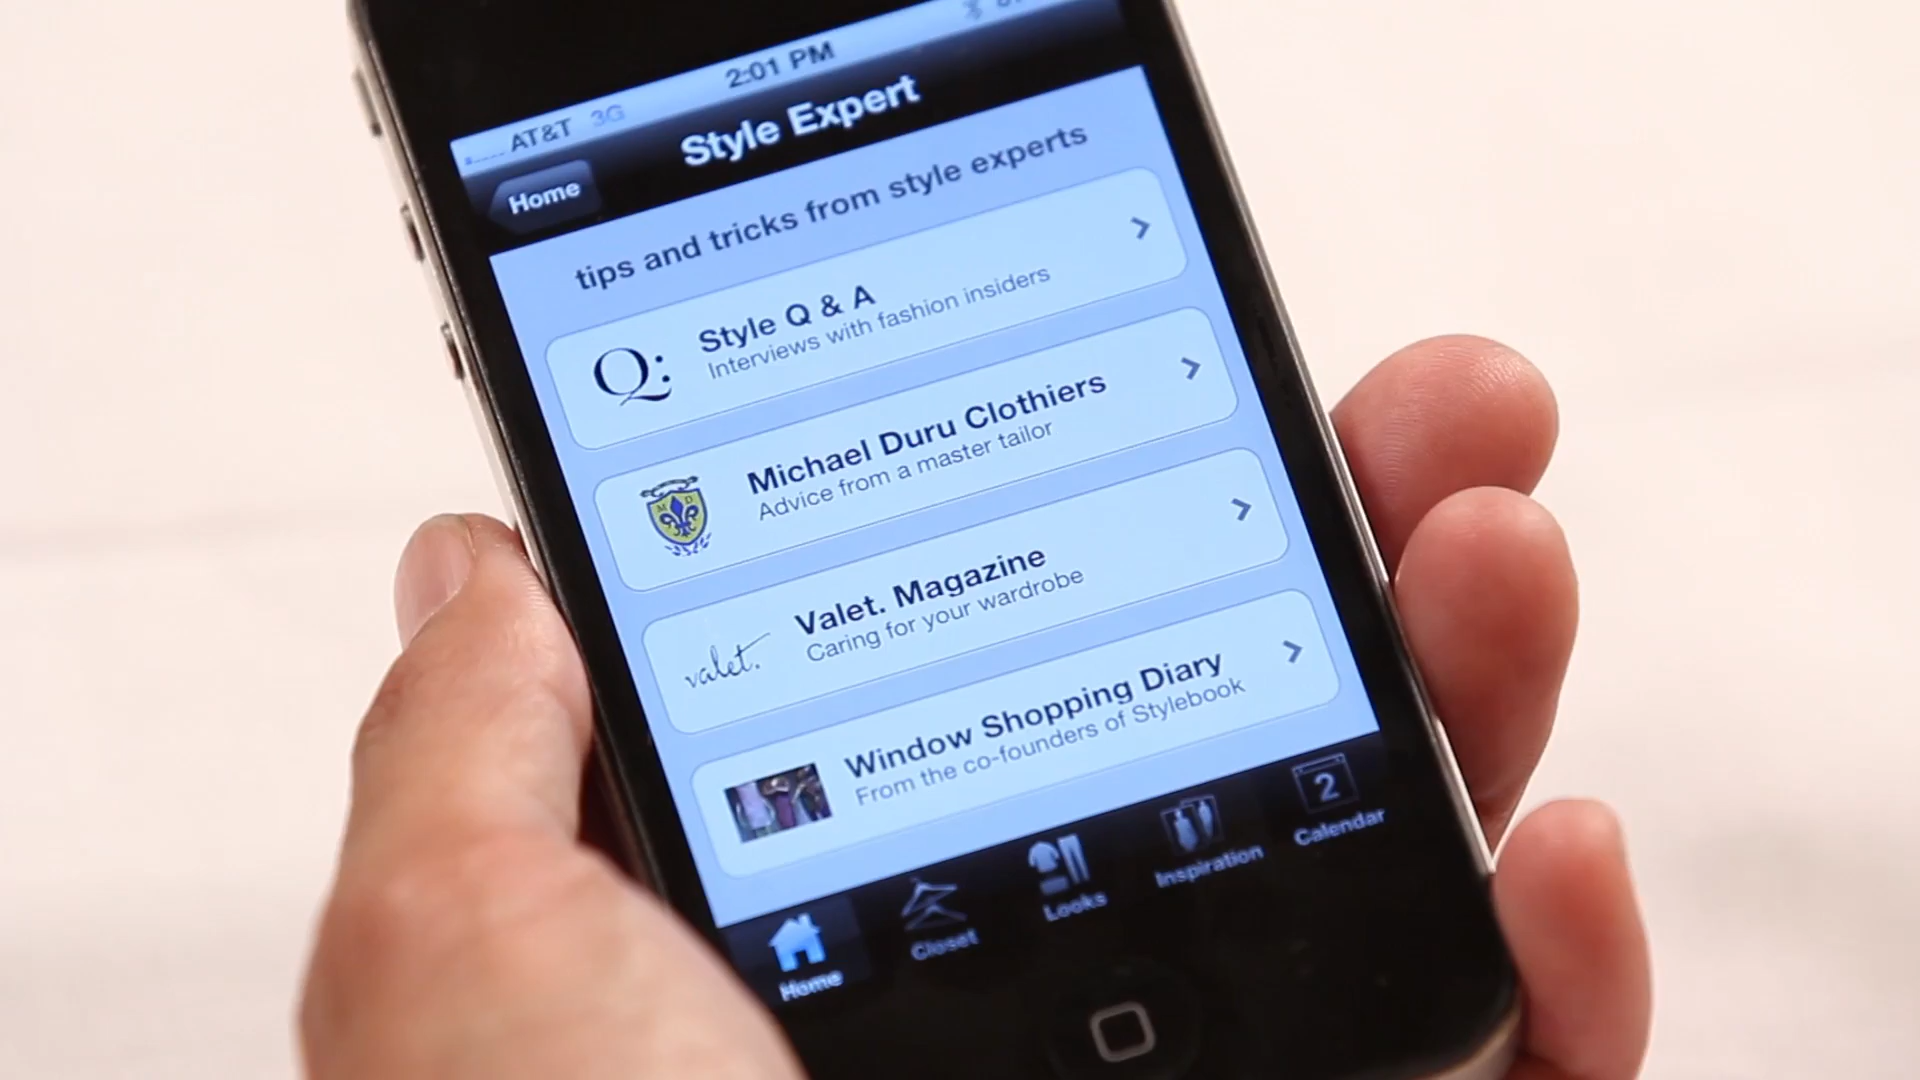 AT&T 3G 2:01 PM
Home Style Expert
tips and tricks from style experts
Q: Style Q & A
Interviews with fashion insiders
M D
Michael Duru Clothiers
Advice from a master tailor
valet. Valet. Magazine
Caring for your wardrobe
Window Shopping Diary
From the co-founders of Stylebook
2
Home Closet Looks Inspiration Calendar